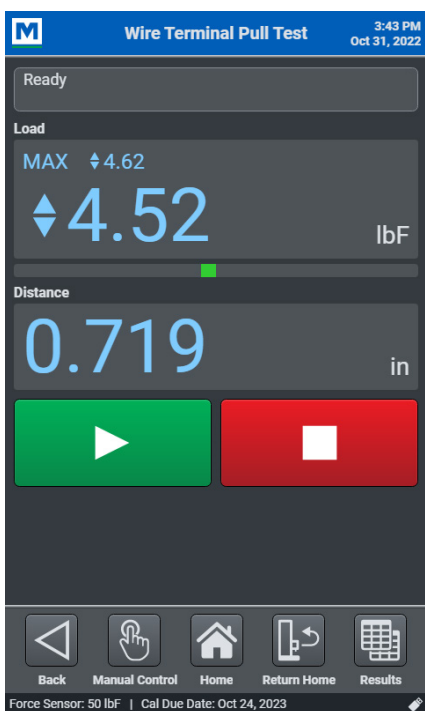 M
Wire Terminal Pull Test
3:43 PM
Oct 31, 2022
Ready
Load
MAX 4.62
4.52 lbF
Distance
0.719 in
Back Manual Control Home Return Home Results
Force Sensor: 50 lbF | Cal Due Date: Oct 24, 2023